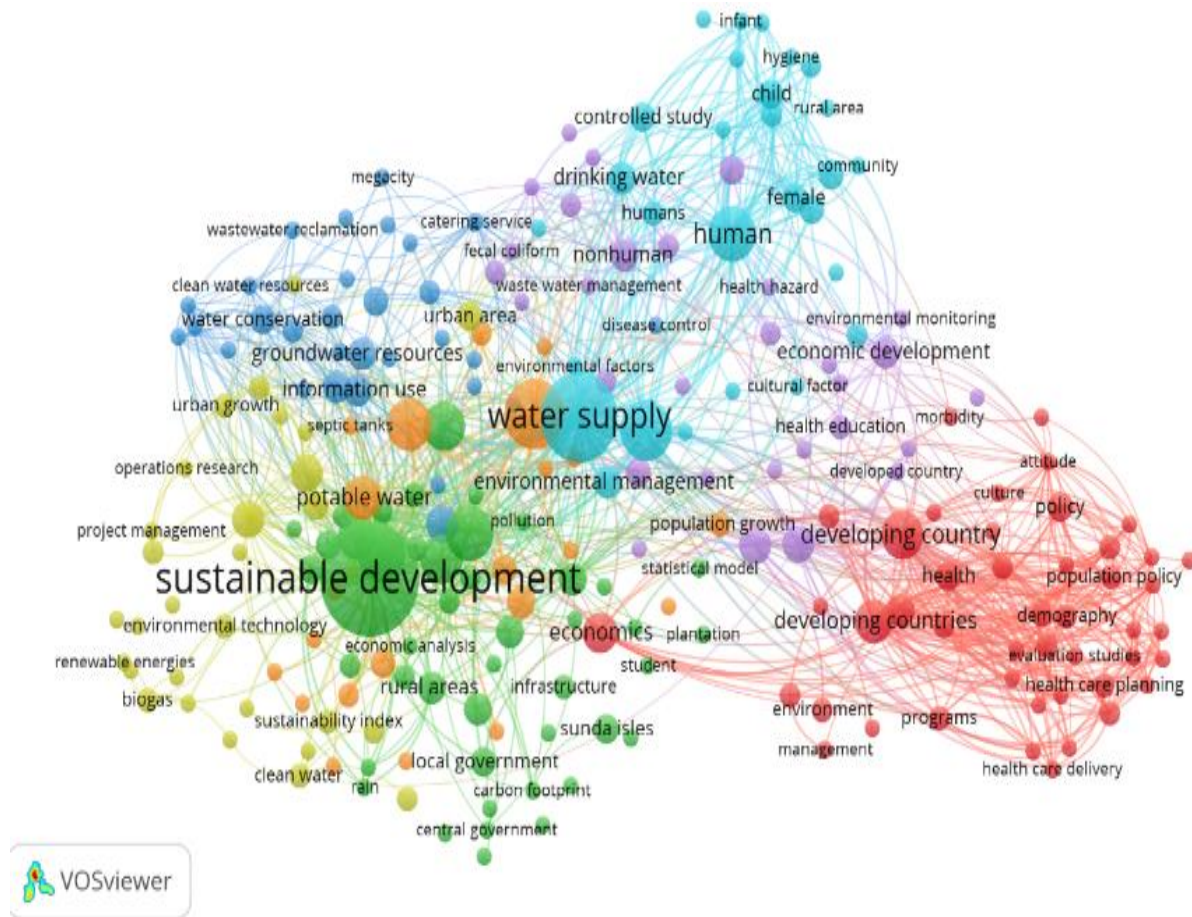 infant
hygiene
child
rural area
controlled study
community
drinking water
megacity
female
humans
catering service
wastewater reclamation
human
fecal coliform
nonhuman
clean water resources
waste water management
health hazard
water conservation
urban area
disease control
environmental monitoring
groundwater resources
economic development
environmental factors
information use
cultural factor
urban growth
water supply
morbidity
septic tanks
health education
attitude
operations research
environmental management
developed country
potable water
culture
policy
project management
pollution
population growth
developing country
statistical model
health
population policy
sustainable development
demography
environmental technology
economics
plantation
developing countries
economic analysis
evaluation studies
renewable energies
student
biogas
rural areas
infrastructure
health care planning
sustainability index
sunda isles
environment
programs
management
local government
clean water
health care delivery
rain
carbon footprint
central government
VOSviewer